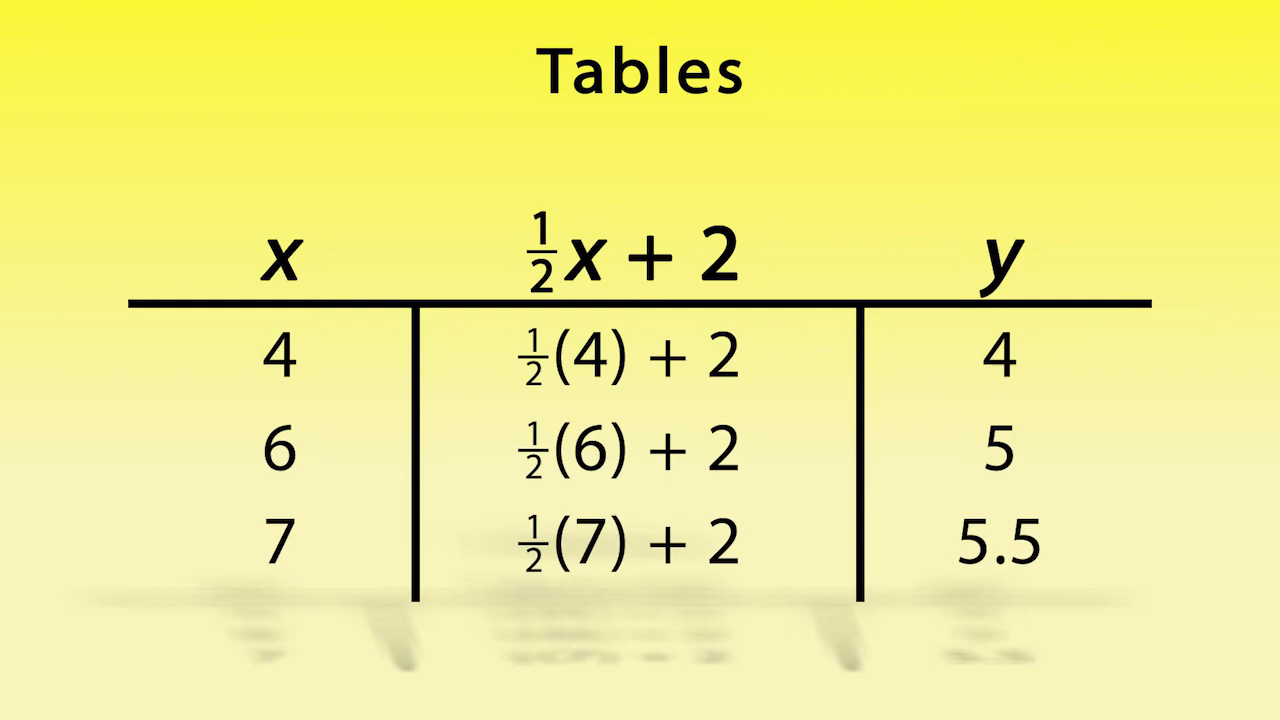 Tables
x ½x + 2 y
4 ½(4) + 2 4
6 ½(6) + 2 5
7 ½(7) + 2 5.5